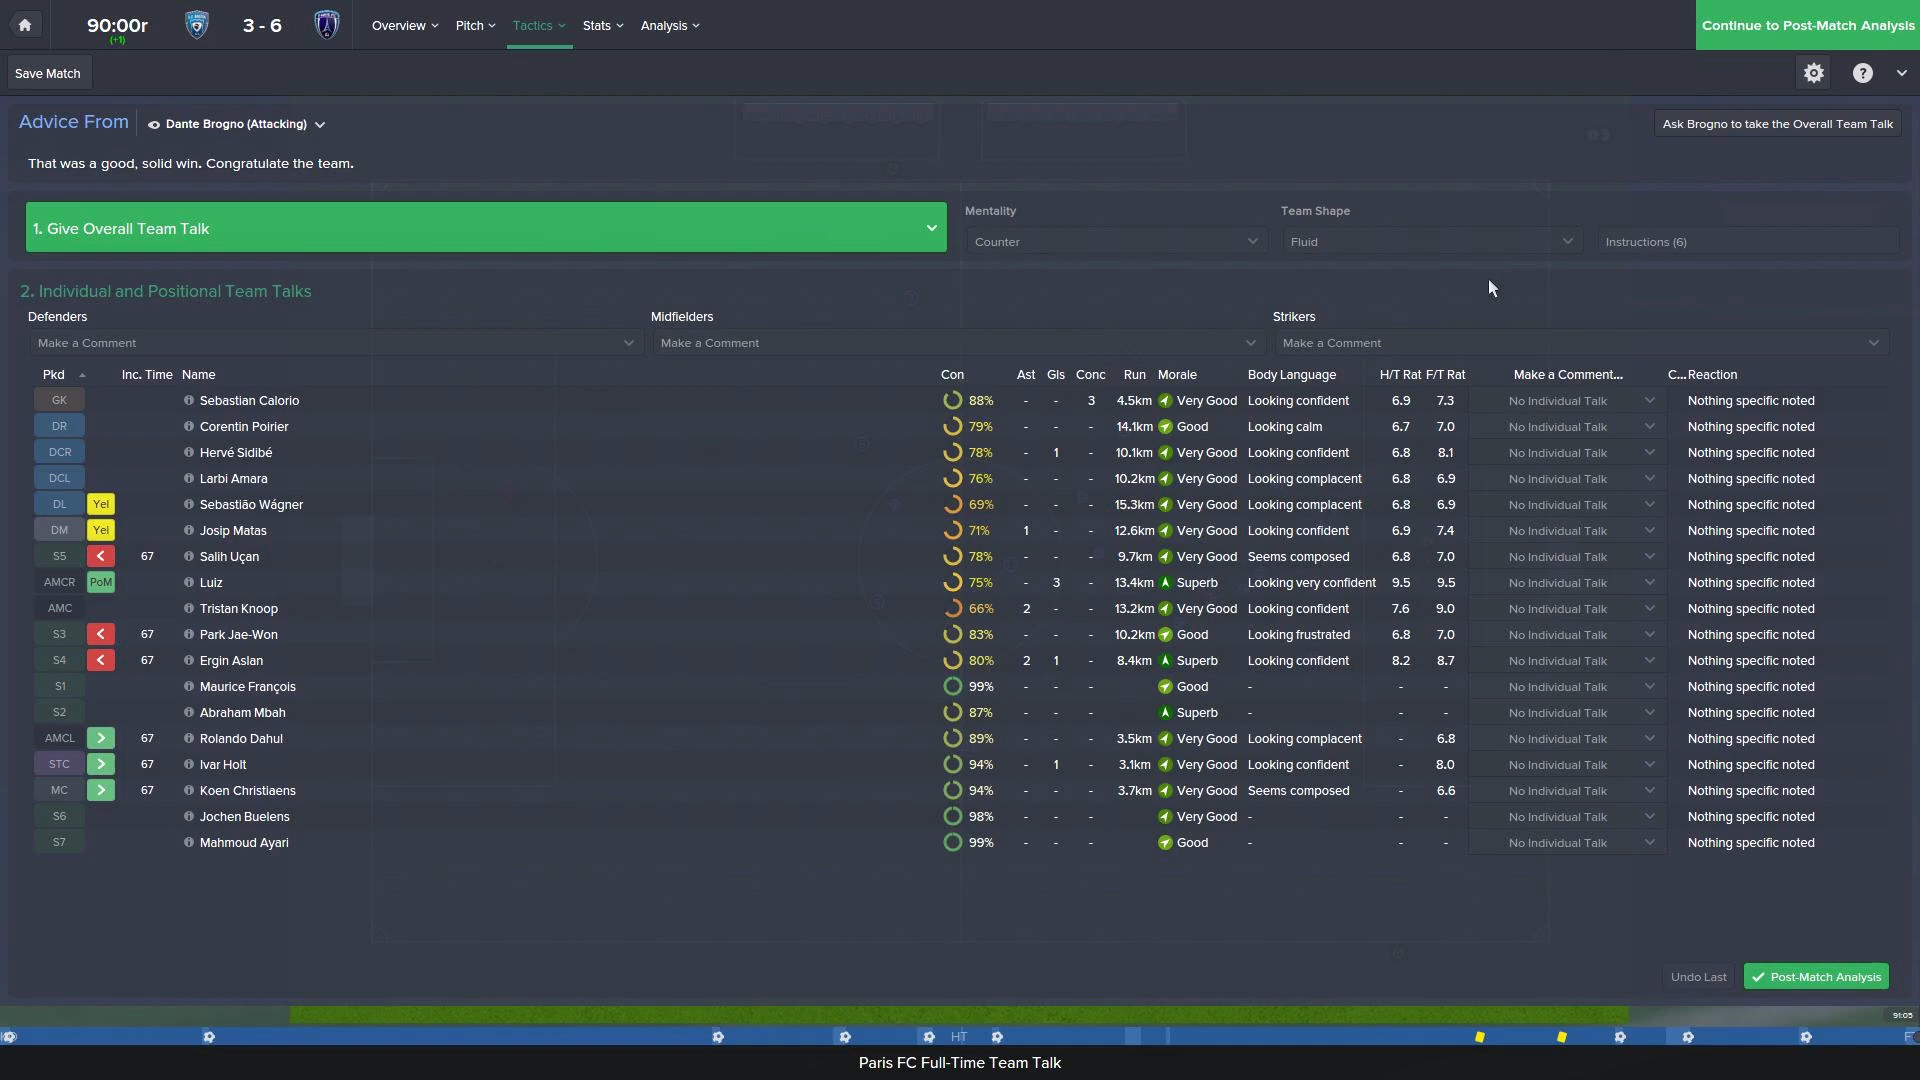 90:00r 3 - 6 Overview Pitch Tactics Stats Analysis Continue to Post-Match Analysis
(+1)
Save Match
Advice From Dante Brogno (Attacking) Ask Brogno to take the Overall Team Talk
That was a good, solid win. Congratulate the team.
Mentality Team Shape
1. Give Overall Team Talk Counter Fluid Instructions (6)
2. Individual and Positional Team Talks
Defenders Midfielders Strikers
Make a Comment Make a Comment Make a Comment
Pkd Inc. Time Name Con Ast Gls Conc Run Morale Body Language H/T Rat F/T Rat Make a Comment... C... Reaction
GK Sebastian Calorio 88% - - 3 4.5km Very Good Looking confident 6.9 7.3 No Individual Talk Nothing specific noted
DR Corentin Poirier 79% - - - 14.1km Good Looking calm 6.7 7.0 No Individual Talk Nothing specific noted
DCR Hervé Sidibé 78% - 1 - 10.1km Very Good Looking confident 6.8 8.1 No Individual Talk Nothing specific noted
DCL Larbi Amara 76% - - - 10.2km Very Good Looking complacent 6.8 6.9 No Individual Talk Nothing specific noted
DL Yel Sebastião Wágner 69% - - - 15.3km Very Good Looking complacent 6.8 6.9 No Individual Talk Nothing specific noted
DM Yel Josip Matas 71% 1 - - 12.6km Very Good Looking confident 6.9 7.4 No Individual Talk Nothing specific noted
S5 67 Salih Uçan 78% - - - 9.7km Very Good Seems composed 6.8 7.0 No Individual Talk Nothing specific noted
AMCR PoM Luiz 75% - 3 - 13.4km Superb Looking very confident 9.5 9.5 No Individual Talk Nothing specific noted
AMC Tristan Knoop 66% 2 - - 13.2km Very Good Looking confident 7.6 9.0 No Individual Talk Nothing specific noted
S3 67 Park Jae-Won 83% - - - 10.2km Good Looking frustrated 6.8 7.0 No Individual Talk Nothing specific noted
S4 67 Ergin Aslan 80% 2 1 - 8.4km Superb Looking confident 8.2 8.7 No Individual Talk Nothing specific noted
S1 Maurice François 99% - - - Good - - - No Individual Talk Nothing specific noted
S2 Abraham Mbah 87% - - - Superb - - - No Individual Talk Nothing specific noted
AMCL 67 Rolando Dahul 89% - - - 3.5km Very Good Looking complacent - 6.8 No Individual Talk Nothing specific noted
STC 67 Ivar Holt 94% - 1 - 3.1km Very Good Looking confident - 8.0 No Individual Talk Nothing specific noted
MC 67 Koen Christiaens 94% - - - 3.7km Very Good Seems composed - 6.6 No Individual Talk Nothing specific noted
S6 Jochen Buelens 98% - - - Very Good - - - No Individual Talk Nothing specific noted
S7 Mahmoud Ayari 99% - - - Good - - - No Individual Talk Nothing specific noted
Undo Last Post-Match Analysis
91:05
HT
Paris FC Full-Time Team Talk